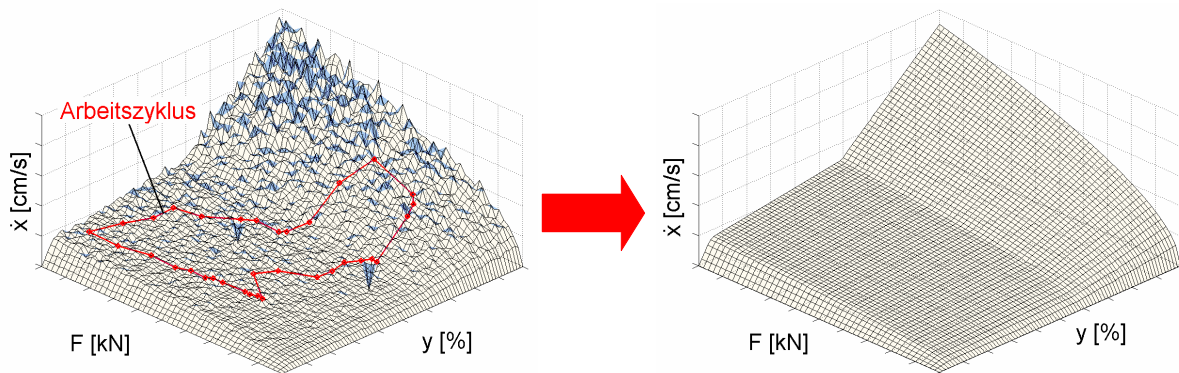 Arbeitszyklus
ẋ [cm/s]
F [kN]
y [%]
ẋ [cm/s]
F [kN]
y [%]